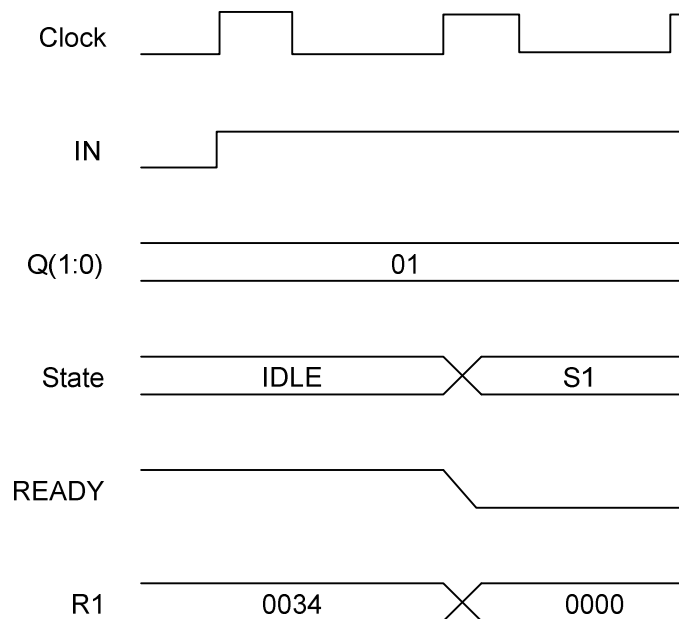 Clock
IN
Q(1:0) 01
State IDLE S1
READY
R1 0034 0000